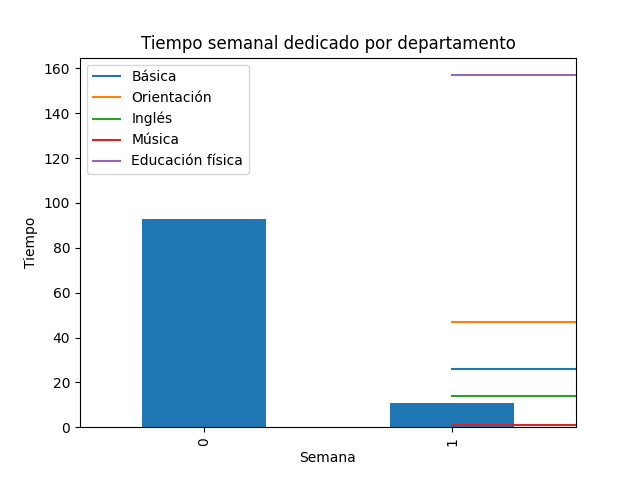 Tiempo semanal dedicado por departamento
160
140
120
100
80
60
40
20
0
Tiempo
Básica
Orientación
Inglés
Música
Educación física
0
1
Semana